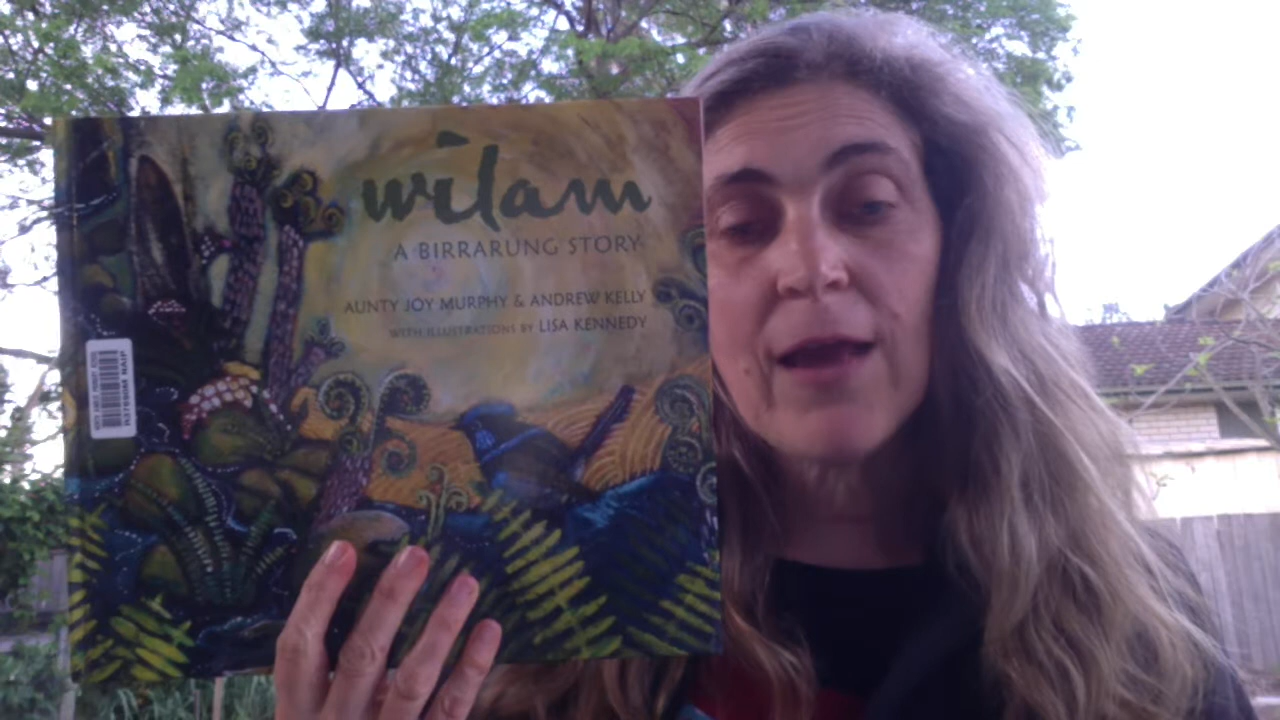 wilam
A BIRRARUNG STORY
AUNTY JOY MURPHY & ANDREW KELLY
WITH ILLUSTRATIONS BY LISA KENNEDY